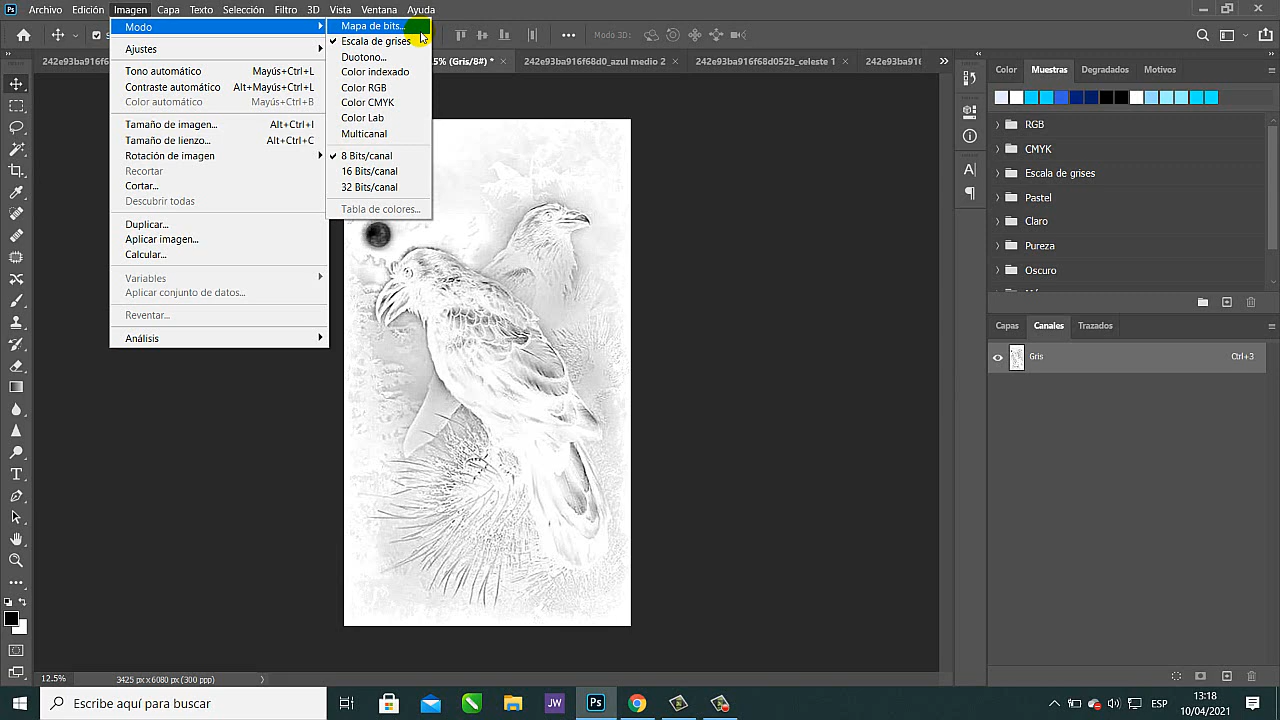 Archivo Edición Imagen Capa Texto Selección Filtro 3D Vista Ventana Ayuda
Modo
Ajustes
Tono automático Mayús+Ctrl+L
Contraste automático Alt+Mayús+Ctrl+L
Color automático Mayús+Ctrl+B
Tamaño de imagen... Alt+Ctrl+I
Tamaño de lienzo... Alt+Ctrl+C
Rotación de imagen
Recortar
Cortar...
Descubrir todas
Duplicar...
Aplicar imagen...
Calcular...
Variables
Aplicar conjunto de datos...
Reventar...
Análisis
Mapa de bits...
Escala de grises
Duotono...
Color indexado
Color RGB
Color CMYK
Color Lab
Multicanal
8 Bits/canal
16 Bits/canal
32 Bits/canal
Tabla de colores...
Modo 3D:
242e93ba916f6 5% (Gris/8#) * 242e93ba916f68d0_azul medio 2 242e93ba916f68d052b_celeste 1 242e93ba916f6
Color Muestras Degradados Motivos
RGB
CMYK
Escala de grises
Pastel
Claro
Pureza
Oscuro
Capas Canales Trazados
Gris Ctrl+3
12.5% 3425 px x 6080 px (300 ppp)
Ps Escribe aquí para buscar JW Ps ESP
13:18
10/04/2021